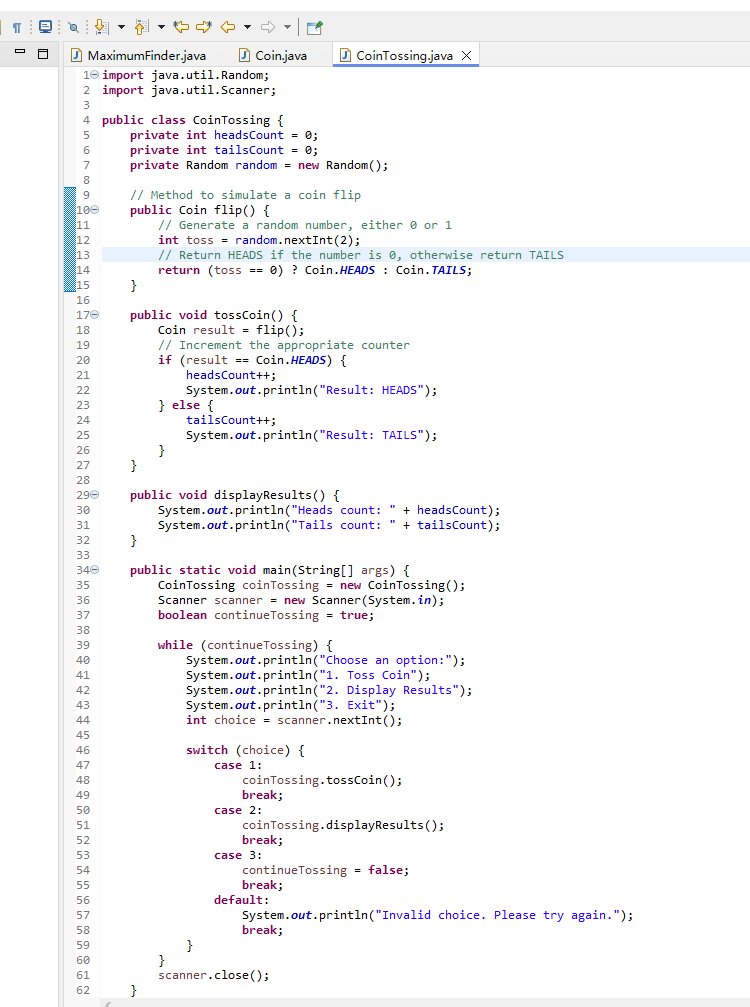 MaximumFinder.java Coin.java CoinTossing.java
1 import java.util.Random;
2 import java.util.Scanner;
3
4 public class CoinTossing {
5     private int headsCount = 0;
6     private int tailsCount = 0;
7     private Random random = new Random();
8
9     // Method to simulate a coin flip
10     public Coin flip() {
11         // Generate a random number, either 0 or 1
12         int toss = random.nextInt(2);
13         // Return HEADS if the number is 0, otherwise return TAILS
14         return (toss == 0) ? Coin.HEADS : Coin.TAILS;
15     }
16
17     public void tossCoin() {
18         Coin result = flip();
19         // Increment the appropriate counter
20         if (result == Coin.HEADS) {
21             headsCount++;
22             System.out.println("Result: HEADS");
23         } else {
24             tailsCount++;
25             System.out.println("Result: TAILS");
26         }
27     }
28
29     public void displayResults() {
30         System.out.println("Heads count: " + headsCount);
31         System.out.println("Tails count: " + tailsCount);
32     }
33
34     public static void main(String[] args) {
35         CoinTossing coinTossing = new CoinTossing();
36         Scanner scanner = new Scanner(System.in);
37         boolean continueTossing = true;
38
39         while (continueTossing) {
40             System.out.println("Choose an option:");
41             System.out.println("1. Toss Coin");
42             System.out.println("2. Display Results");
43             System.out.println("3. Exit");
44             int choice = scanner.nextInt();
45
46             switch (choice) {
47                 case 1:
48                     coinTossing.tossCoin();
49                     break;
50                 case 2:
51                     coinTossing.displayResults();
52                     break;
53                 case 3:
54                     continueTossing = false;
55                     break;
56                 default:
57                     System.out.println("Invalid choice. Please try again.");
58                     break;
59             }
60         }
61         scanner.close();
62     }